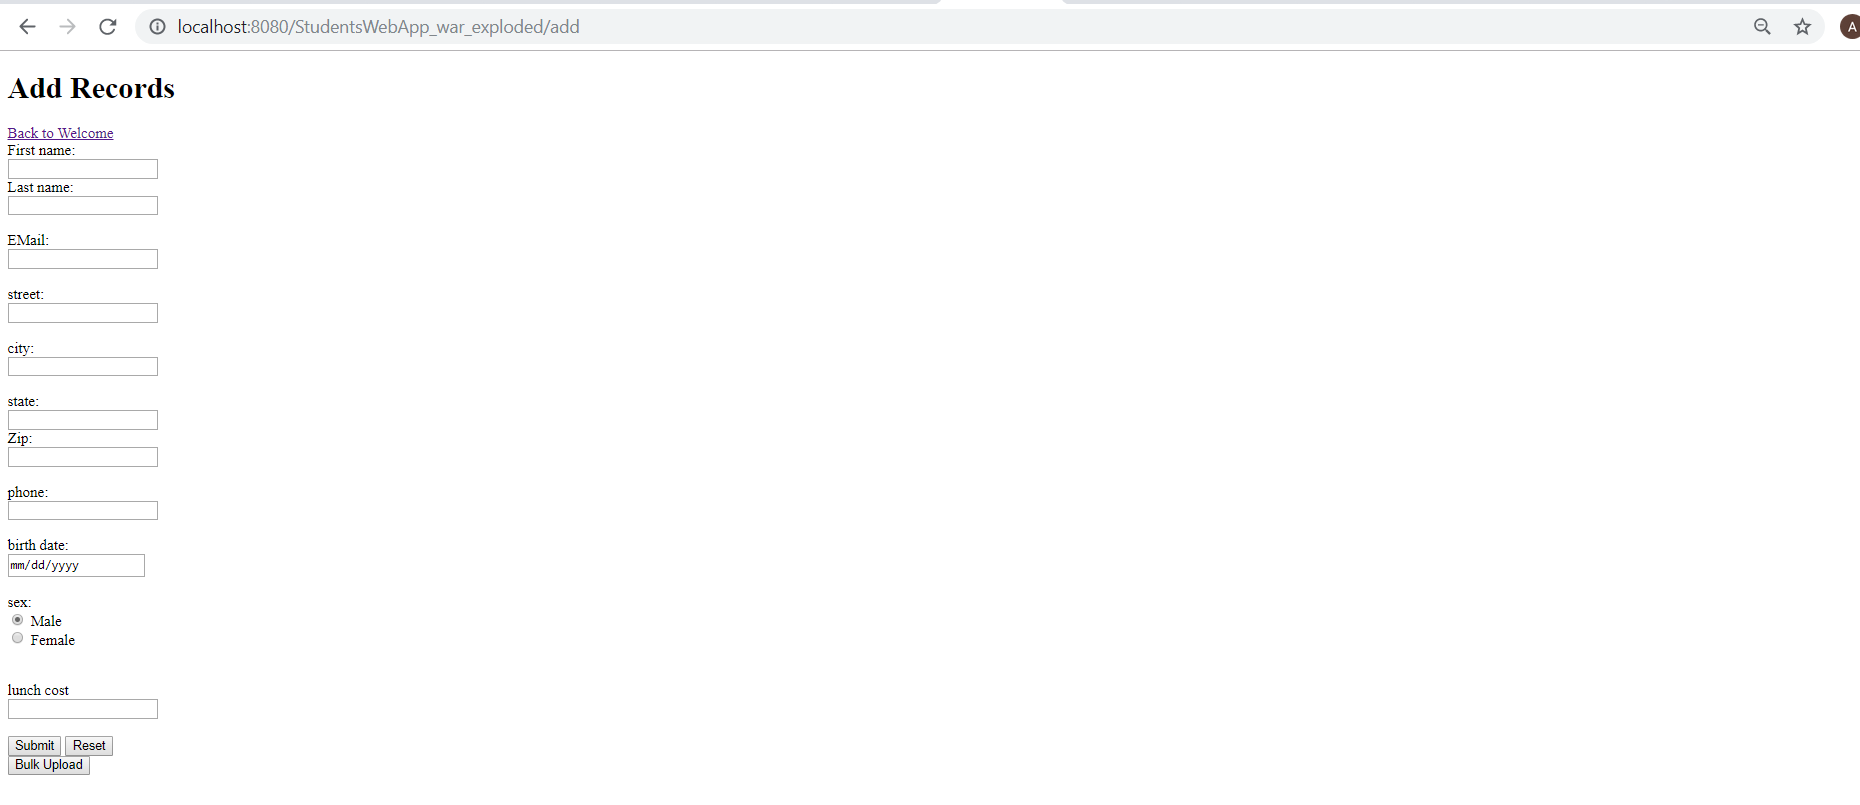 localhost:8080/StudentsWebApp_war_exploded/add
A
Add Records
Back to Welcome
First name:
Last name:
EMail:
street:
city:
state:
Zip:
phone:
birth date:
mm/dd/yyyy
sex:
Male
Female
lunch cost
Submit Reset
Bulk Upload